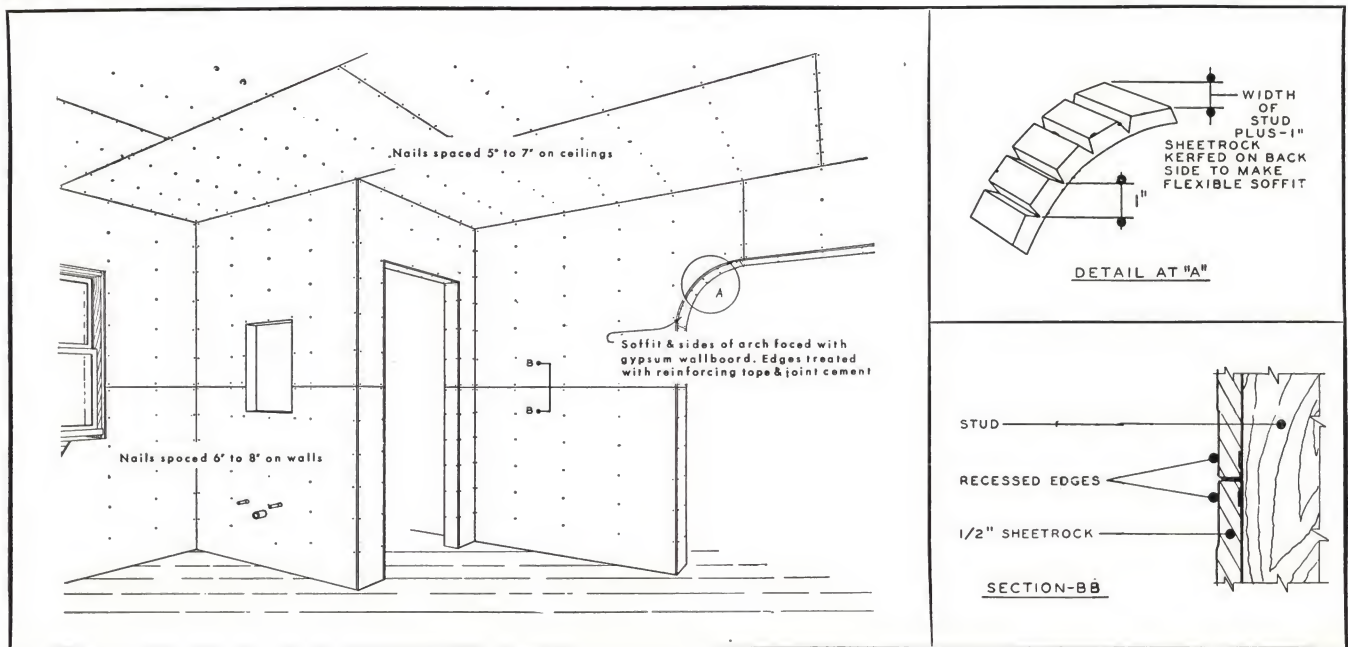 Nails spaced 5" to 7" on ceilings
A
Soffit & sides of arch faced with
gypsum wallboard. Edges treated
with reinforcing tape & joint cement
B
B
Nails spaced 6" to 8" on walls
WIDTH
OF
STUD
PLUS-1"
SHEETROCK
KERFED ON BACK
SIDE TO MAKE
FLEXIBLE SOFFIT
1"
DETAIL AT "A"
STUD
RECESSED EDGES
1/2" SHEETROCK
SECTION-BB